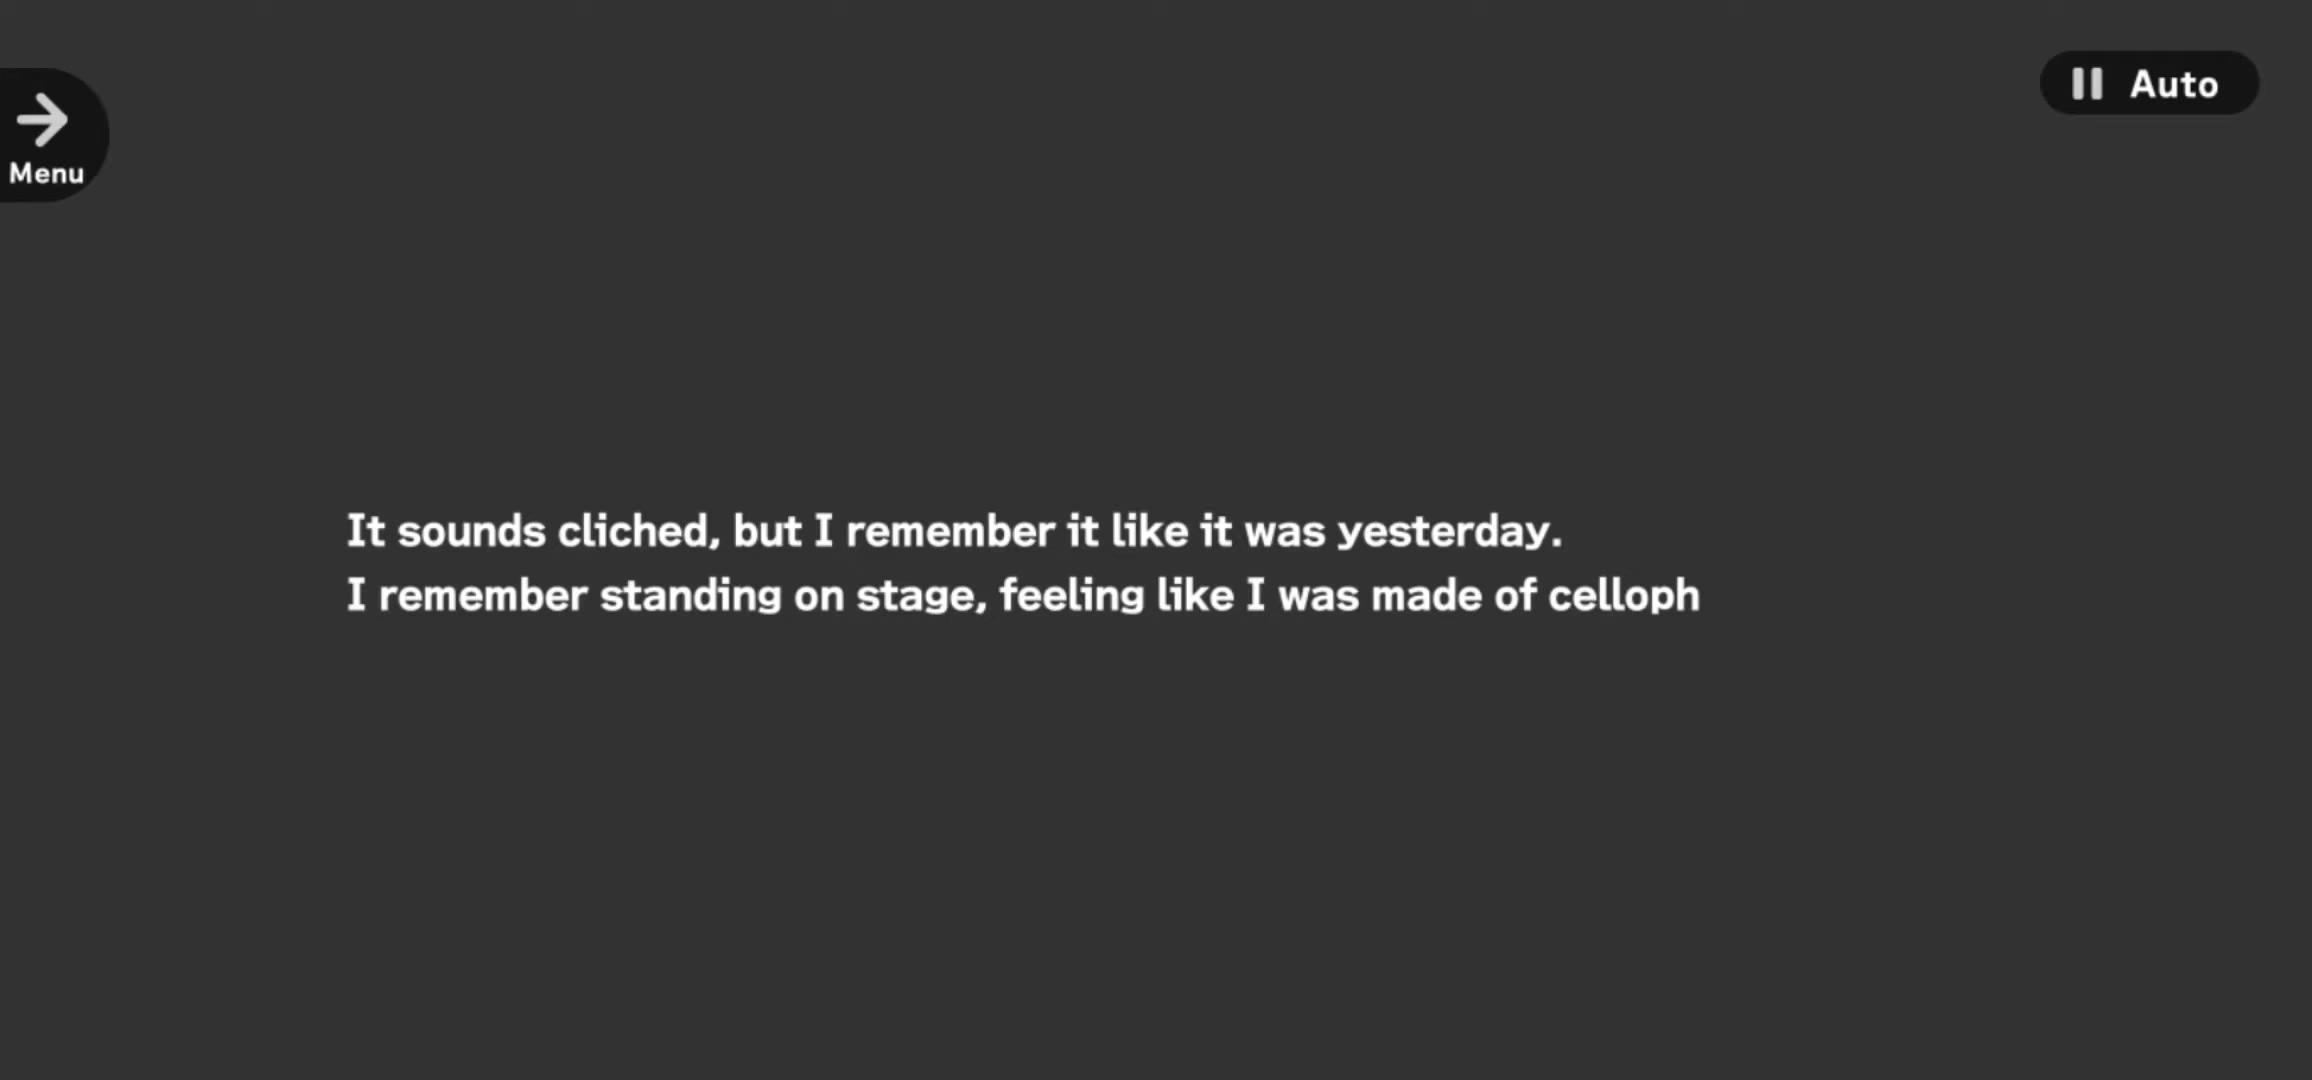 Auto
Menu
It sounds cliched, but I remember it like it was yesterday.
I remember standing on stage, feeling like I was made of celloph